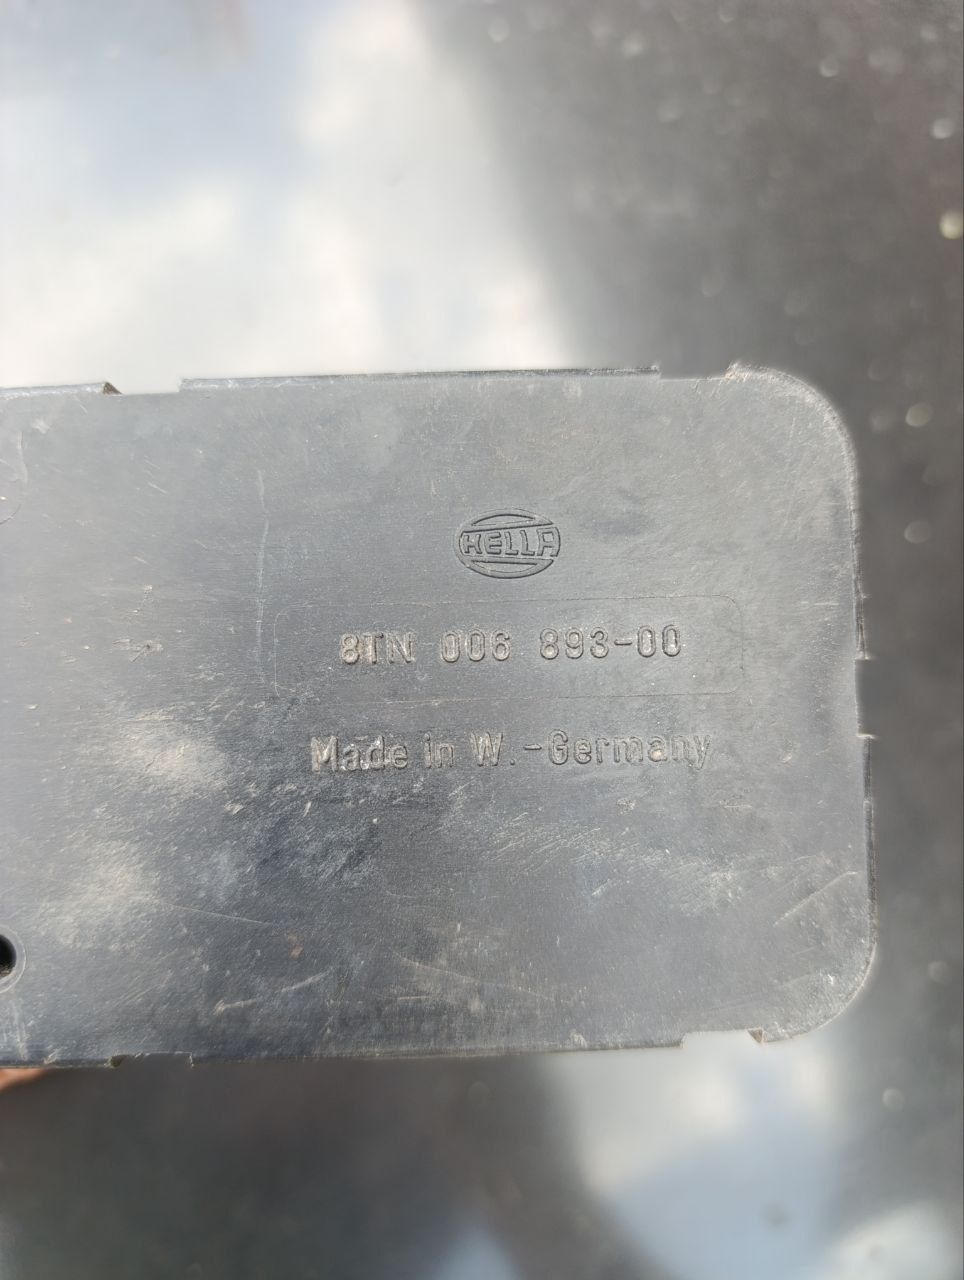 HELLA
8TN 006 893-00
Made in W.-Germany